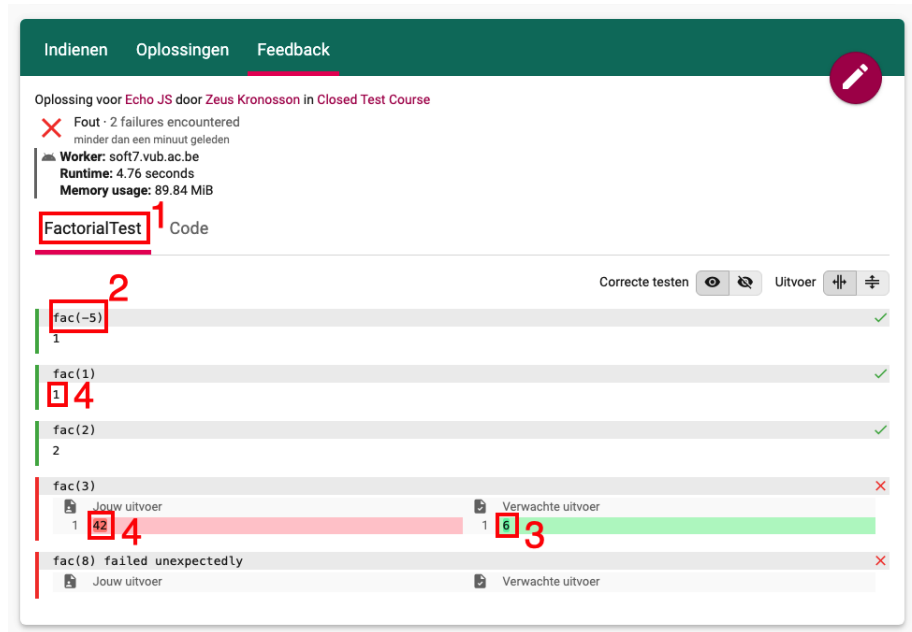 Indienen Oplossingen Feedback
Oplossing voor Echo JS door Zeus Kronosson in Closed Test Course
Fout · 2 failures encountered
minder dan een minuut geleden
Worker: soft7.vub.ac.be
Runtime: 4.76 seconds
Memory usage: 89.84 MiB
FactorialTest 1 Code
Correcte testen Uitvoer
2
fac(-5)
1
fac(1)
1 4
fac(2)
2
fac(3)
Jouw uitvoer Verwachte uitvoer
1 42 4 1 6 3
fac(8) failed unexpectedly
Jouw uitvoer Verwachte uitvoer